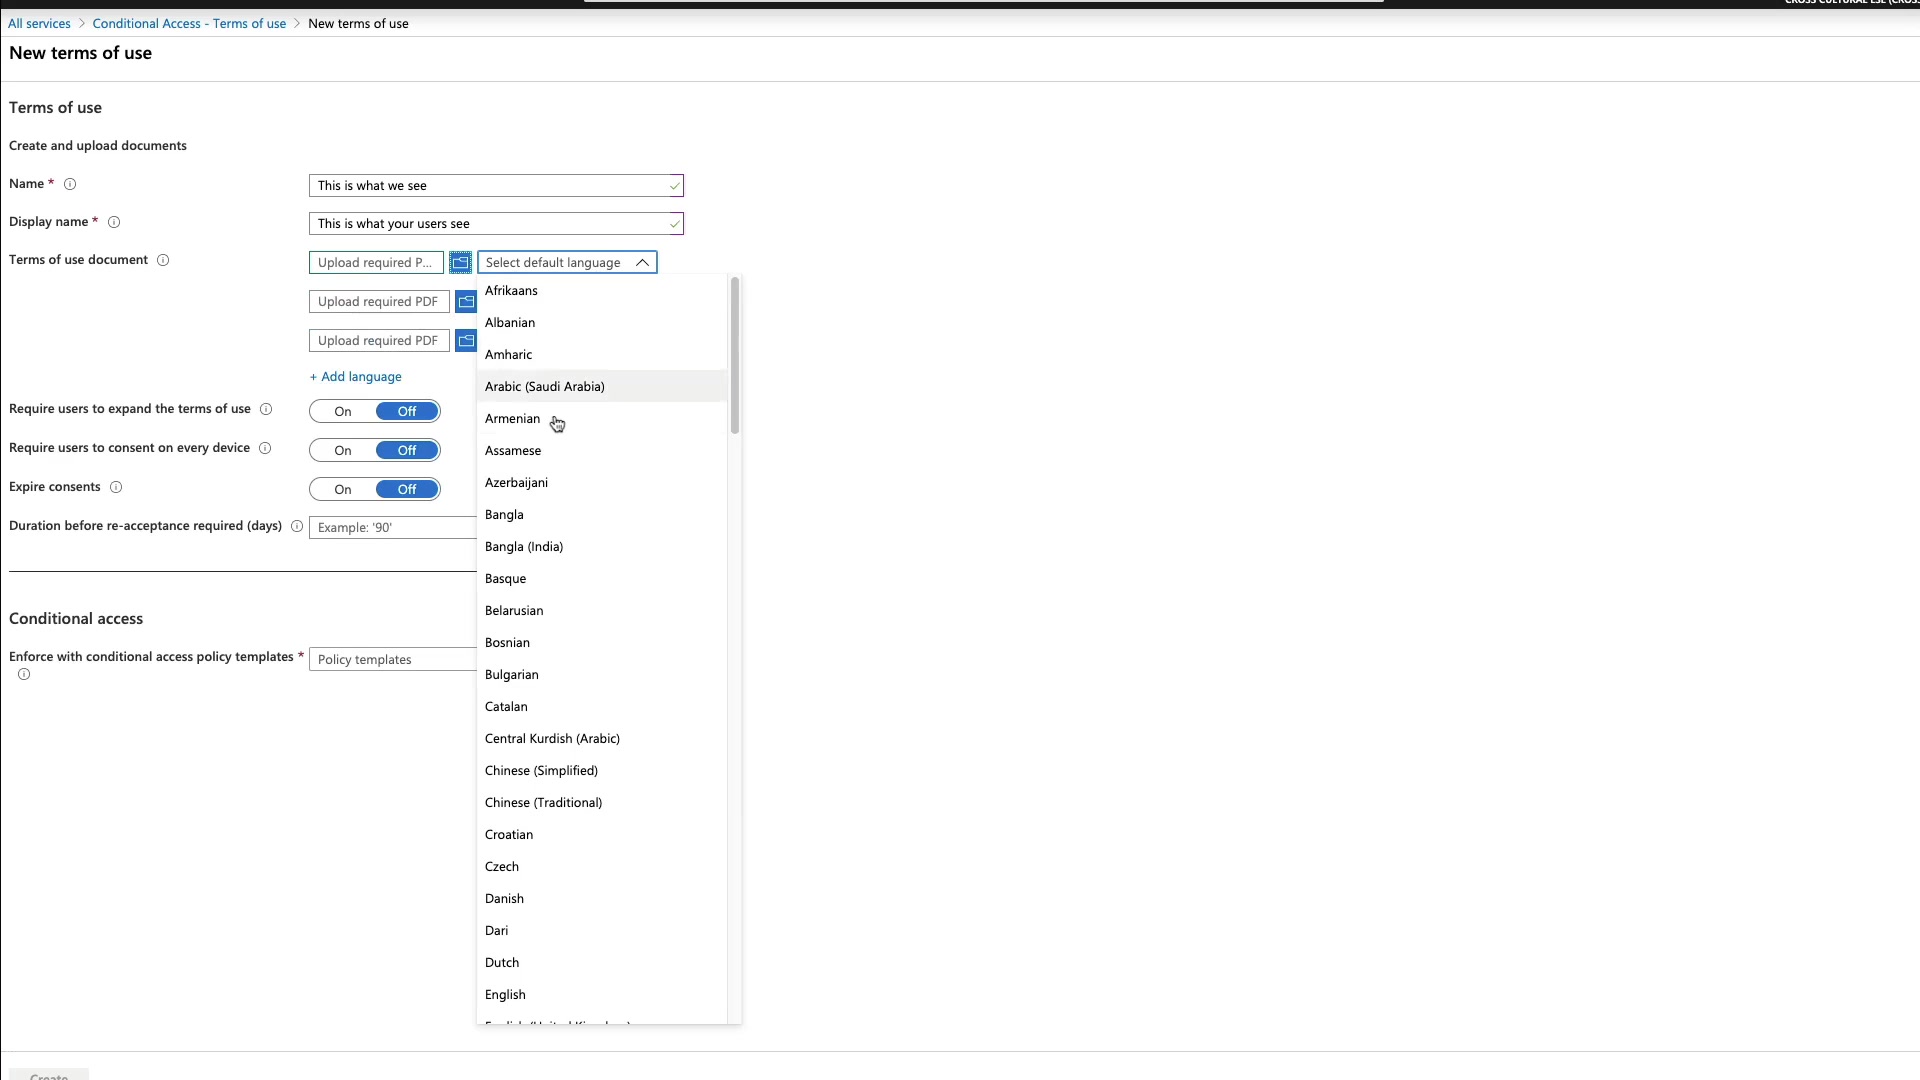 All services > Conditional Access - Terms of use > New terms of use
New terms of use
Terms of use
Create and upload documents
Name *
This is what we see
Display name *
This is what your users see
Terms of use document
Upload required P...
Select default language
Upload required PDF
Upload required PDF
+ Add language
Require users to expand the terms of use
On Off
Require users to consent on every device
On Off
Expire consents
On Off
Duration before re-acceptance required (days)
Example: '90'
Conditional access
Enforce with conditional access policy templates *
Policy templates
Afrikaans
Albanian
Amharic
Arabic (Saudi Arabia)
Armenian
Assamese
Azerbaijani
Bangla
Bangla (India)
Basque
Belarusian
Bosnian
Bulgarian
Catalan
Central Kurdish (Arabic)
Chinese (Simplified)
Chinese (Traditional)
Croatian
Czech
Danish
Dari
Dutch
English
Create